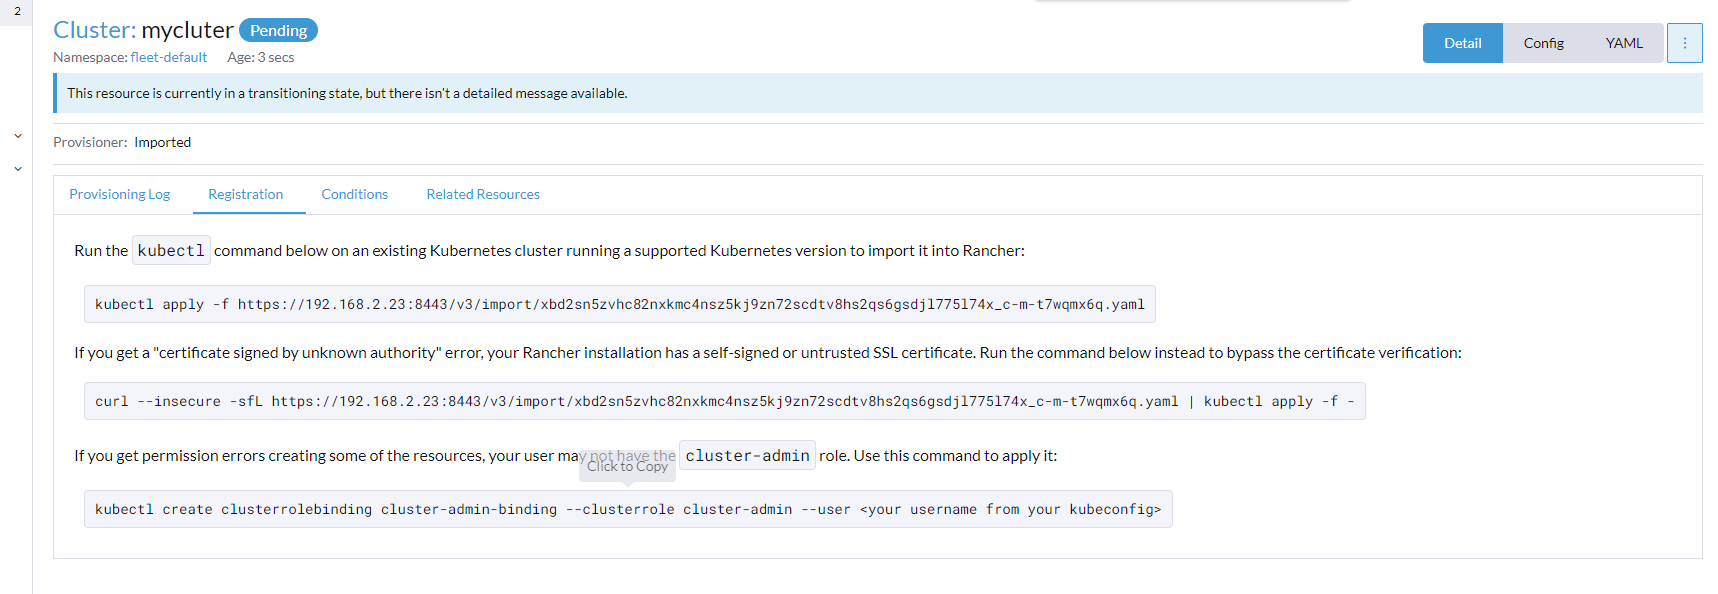 2
Cluster: mycluter Pending
Namespace: fleet-default Age: 3 secs
Detail Config YAML
This resource is currently in a transitioning state, but there isn't a detailed message available.
Provisioner: Imported
Provisioning Log Registration Conditions Related Resources
Run the kubectl command below on an existing Kubernetes cluster running a supported Kubernetes version to import it into Rancher:
kubectl apply -f https://192.168.2.23:8443/v3/import/xbd2sn5zvhc82nxkmc4nsz5kj9zn72scdtv8hs2qs6gsdjl775l74x_c-m-t7wqmx6q.yaml
If you get a "certificate signed by unknown authority" error, your Rancher installation has a self-signed or untrusted SSL certificate. Run the command below instead to bypass the certificate verification:
curl --insecure -sfL https://192.168.2.23:8443/v3/import/xbd2sn5zvhc82nxkmc4nsz5kj9zn72scdtv8hs2qs6gsdjl775l74x_c-m-t7wqmx6q.yaml | kubectl apply -f -
If you get permission errors creating some of the resources, your user may not have the cluster-admin role. Use this command to apply it:
Click to Copy
kubectl create clusterrolebinding cluster-admin-binding --clusterrole cluster-admin --user <your username from your kubeconfig>